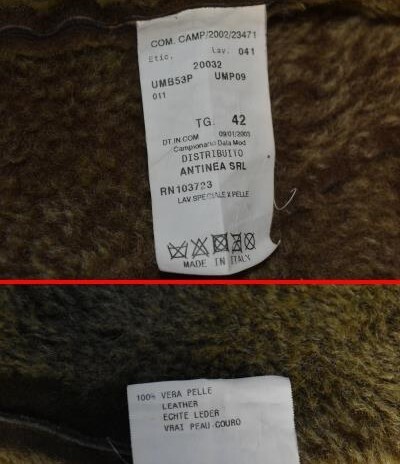 COM. CAMP/2002/23471
Etic. lav. 041
20032
UMB53P UMP09
011
TG. 42
DT.IN.COM 09/01/2003
Campionario Data Mod
DISTRIBUITO
ANTINEA SRL
RN103723
LAV SPECIALE X PELLE
MADE IN ITALY
100% VERA PELLE
LEATHER
ECHTE LEDER
VRAI PEAU COURO